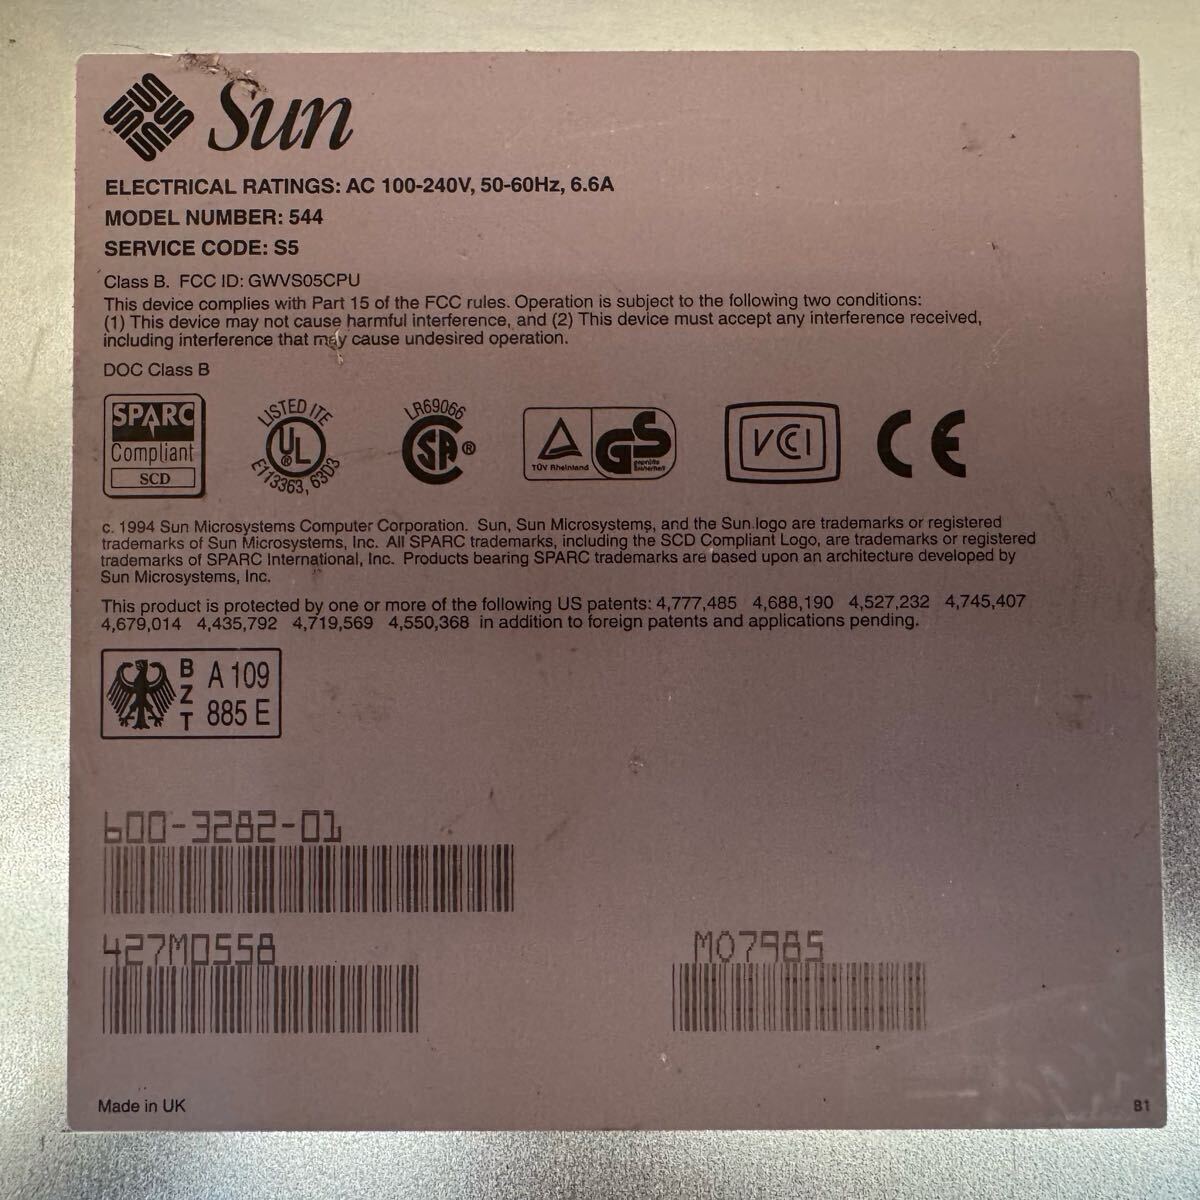 Sun
ELECTRICAL RATINGS: AC 100-240V, 50-60Hz, 6.6A
MODEL NUMBER: 544
SERVICE CODE: S5
Class B. FCC ID: GWVS05CPU
This device complies with Part 15 of the FCC rules. Operation is subject to the following two conditions:
(1) This device may not cause harmful interference, and (2) This device must accept any interference received,
including interference that may cause undesired operation.
DOC Class B
SPARC
Compliant
SCD
LISTED ITE
UL ®
E113363, 63D3
LR69066
SA ®
TÜV Rheinland
GS
geprüfte
Sicherheit
VCCI
CE
c. 1994 Sun Microsystems Computer Corporation. Sun, Sun Microsystems, and the Sun logo are trademarks or registered
trademarks of Sun Microsystems, Inc. All SPARC trademarks, including the SCD Compliant Logo, are trademarks or registered
trademarks of SPARC International, Inc. Products bearing SPARC trademarks are based upon an architecture developed by
Sun Microsystems, Inc.
This product is protected by one or more of the following US patents: 4,777,485 4,688,190 4,527,232 4,745,407
4,679,014 4,435,792 4,719,569 4,550,368 in addition to foreign patents and applications pending.
BZT
A 109
885 E
600-3282-01
427M0558
M07985
Made in UK
B1